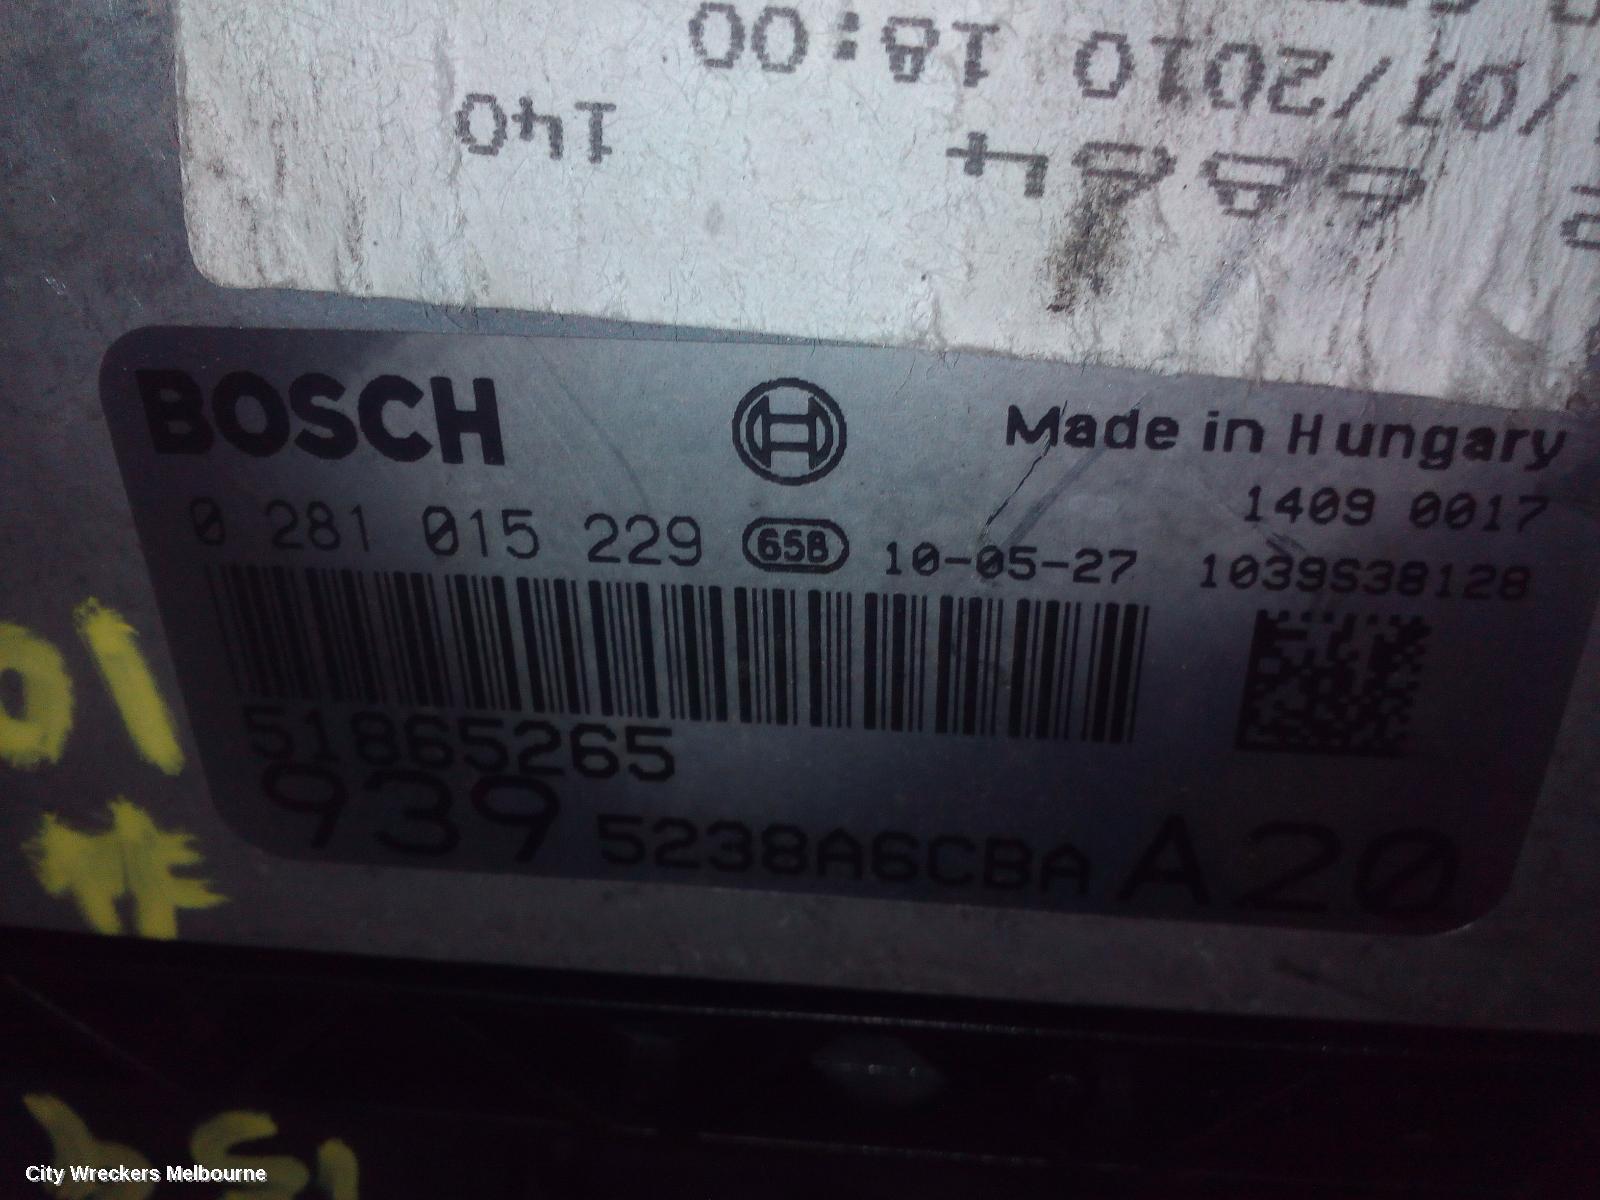 18:00
/07/2010
140
BOSCH
Made in Hungary
1409 0017
0 281 015 229 65B 10-05-27 1039S38128
51865265
939 5238A6CBA A20
City Wreckers Melbourne